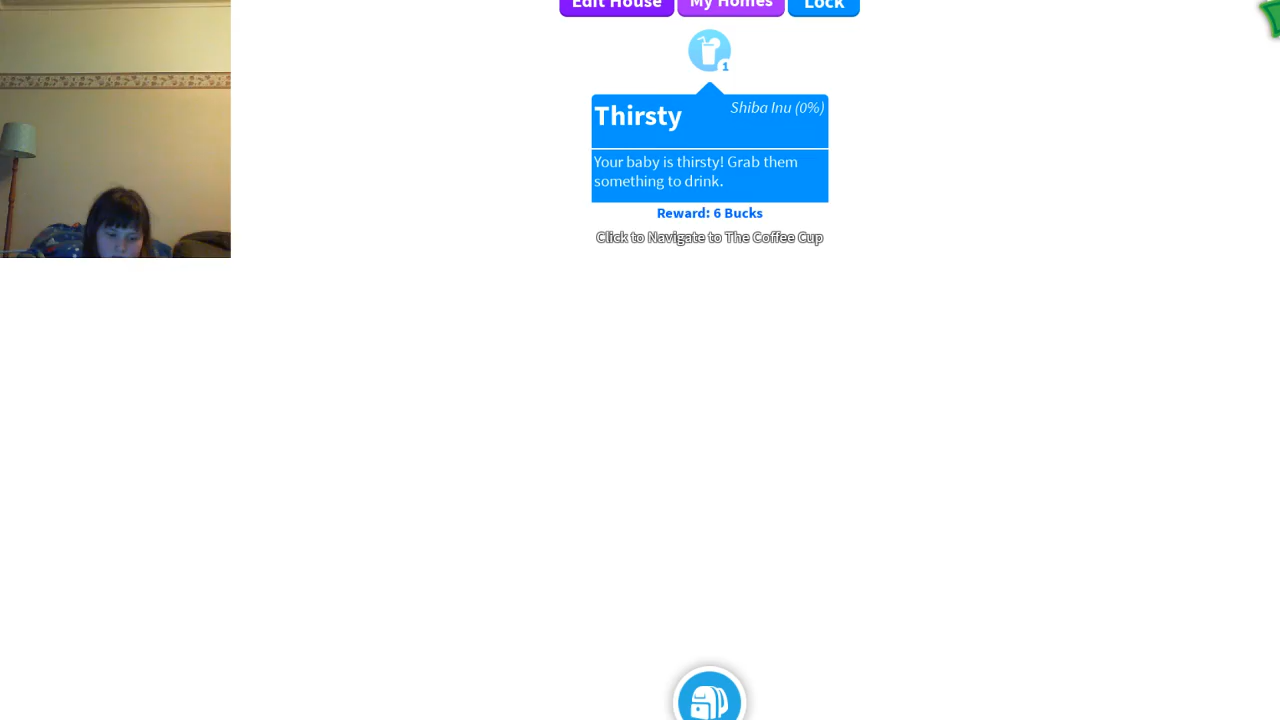 Edit House My Homes Lock
1
Thirsty Shiba Inu (0%)
Your baby is thirsty! Grab them
something to drink.
Reward: 6 Bucks
Click to Navigate to The Coffee Cup